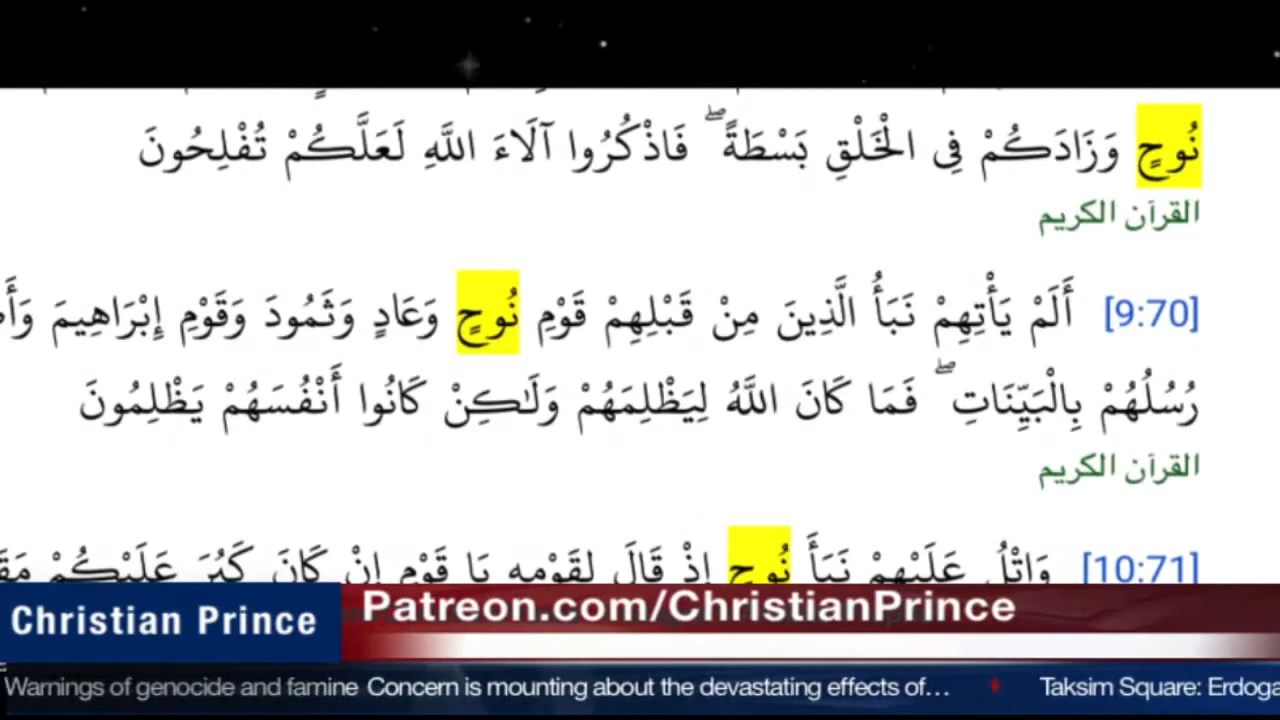 نُوحٍ وَزَادَكُمْ فِي الْخَلْقِ بَسْطَةً ۖ فَاذْكُرُوا آلَاءَ اللَّهِ لَعَلَّكُمْ تُفْلِحُونَ
القرآن الكريم
[9:70] أَلَمْ يَأْتِهِمْ نَبَأُ الَّذِينَ مِنْ قَبْلِهِمْ قَوْمِ نُوحٍ وَعَادٍ وَثَمُودَ وَقَوْمِ إِبْرَاهِيمَ
رُسُلُهُمْ بِالْبَيِّنَاتِ ۖ فَمَا كَانَ اللَّهُ لِيَظْلِمَهُمْ وَلَٰكِنْ كَانُوا أَنْفُسَهُمْ يَظْلِمُونَ
القرآن الكريم
[10:71] وَاتْلُ عَلَيْهِمْ نَبَأَ نُوحٍ إِذْ قَالَ لِقَوْمِهِ يَا قَوْمِ إِنْ كَانَ كَبُرَ عَلَيْكُمْ
Patreon.com/ChristianPrince
Christian Prince
Warnings of genocide and famine Concern is mounting about the devastating effects of… Taksim Square: Erdoga